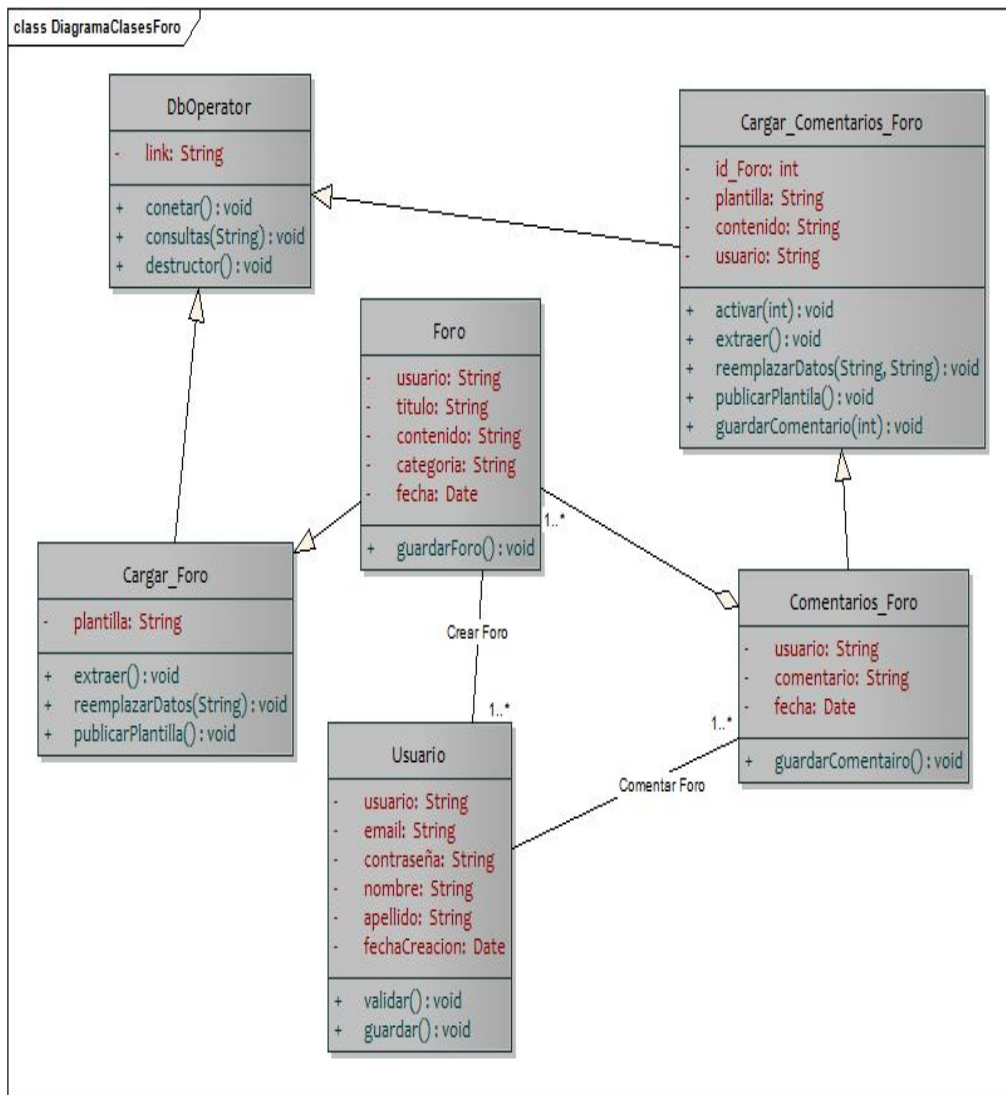 class DiagramaClasesForo
DbOperator
- link: String
+ conetar() : void
+ consultas(String) : void
+ destructor() : void
Cargar_Comentarios_Foro
- id_Foro: int
- plantilla: String
- contenido: String
- usuario: String
+ activar(int) : void
+ extraer() : void
+ reemplazarDatos(String, String) : void
+ publicarPlantila() : void
+ guardarComentario(int) : void
Foro
- usuario: String
- titulo: String
- contenido: String
- categoria: String
- fecha: Date
+ guardarForo() : void
1..*
Cargar_Foro
- plantilla: String
+ extraer() : void
+ reemplazarDatos(String) : void
+ publicarPlantilla() : void
Comentarios_Foro
- usuario: String
- comentario: String
- fecha: Date
+ guardarComentairo() : void
Crear Foro
1..*
1..*
Comentar Foro
Usuario
- usuario: String
- email: String
- contraseña: String
- nombre: String
- apellido: String
- fechaCreacion: Date
+ validar() : void
+ guardar() : void